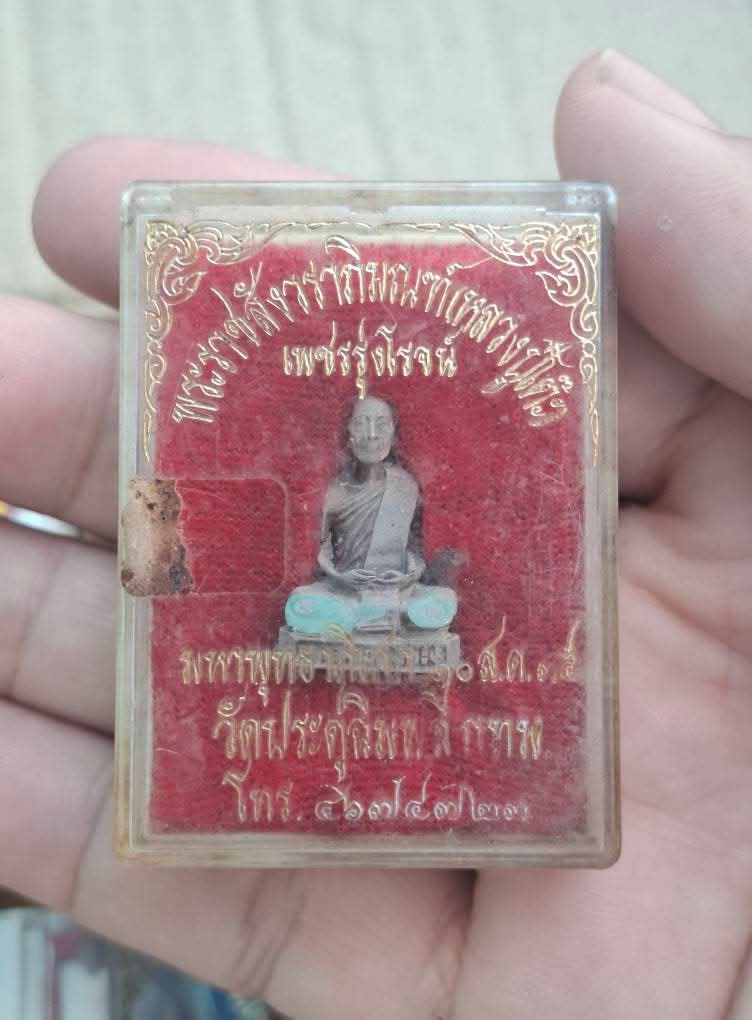 พระราชสังวราภิมณฑ์(หลวงปู่โต๊ะ)
เพชรรุ่งโรจน์
มหาพุทธาภิเษก ๑๐ ส.ค.๓๕
วัดประดู่ฉิมพลี กทม.
โทร. ๔๖๗๔๗๒๓